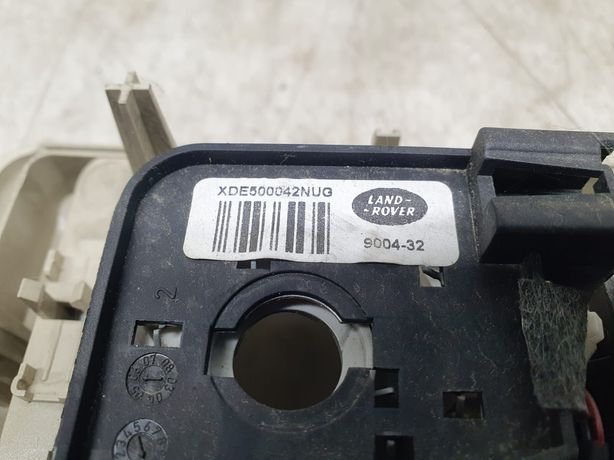 XDE500042NUG
LAND-
-ROVER
9004-32
2